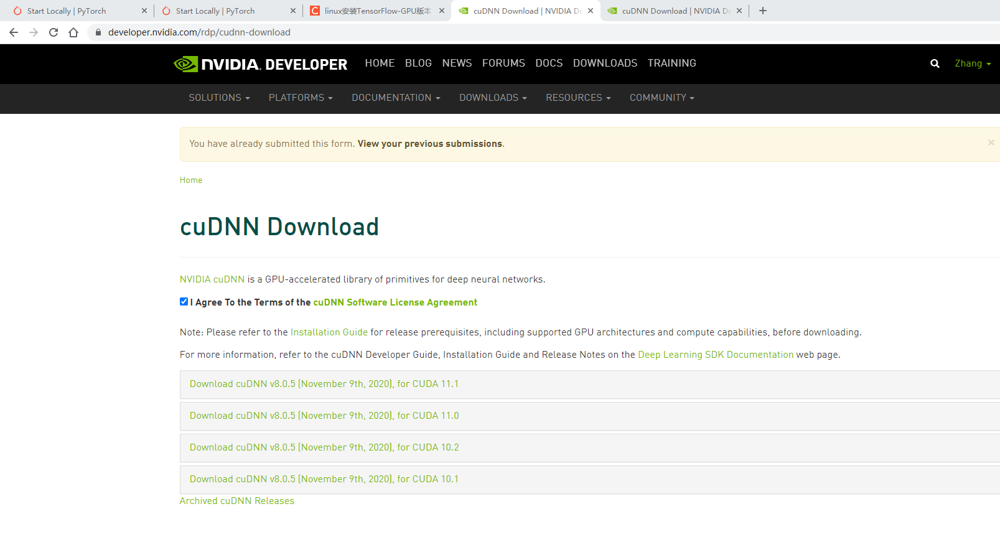 Start Locally | PyTorch
Start Locally | PyTorch
linux安装TensorFlow-GPU版本
cuDNN Download | NVIDIA De
cuDNN Download | NVIDIA De
developer.nvidia.com/rdp/cudnn-download
NVIDIA. DEVELOPER HOME BLOG NEWS FORUMS DOCS DOWNLOADS TRAINING Zhang
SOLUTIONS PLATFORMS DOCUMENTATION DOWNLOADS RESOURCES COMMUNITY
You have already submitted this form. View your previous submissions. ×
Home
cuDNN Download
NVIDIA cuDNN is a GPU-accelerated library of primitives for deep neural networks.
I Agree To the Terms of the cuDNN Software License Agreement
Note: Please refer to the Installation Guide for release prerequisites, including supported GPU architectures and compute capabilities, before downloading.
For more information, refer to the cuDNN Developer Guide, Installation Guide and Release Notes on the Deep Learning SDK Documentation web page.
Download cuDNN v8.0.5 (November 9th, 2020), for CUDA 11.1
Download cuDNN v8.0.5 (November 9th, 2020), for CUDA 11.0
Download cuDNN v8.0.5 (November 9th, 2020), for CUDA 10.2
Download cuDNN v8.0.5 (November 9th, 2020), for CUDA 10.1
Archived cuDNN Releases